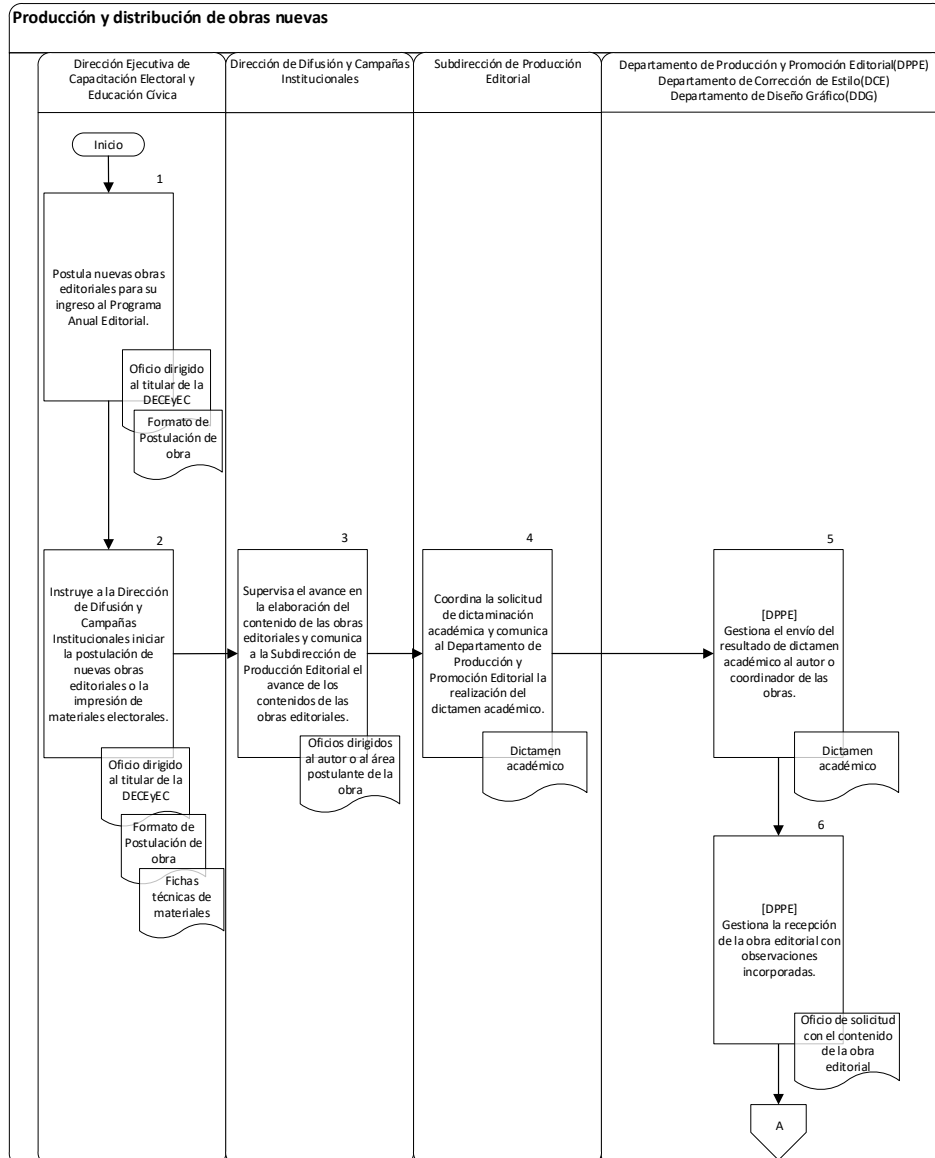 Producción y distribución de obras nuevas
Dirección Ejecutiva de
Capacitación Electoral y
Educación Cívica
Dirección de Difusión y Campañas
Institucionales
Subdirección de Producción
Editorial
Departamento de Producción y Promoción Editorial(DPPE)
Departamento de Corrección de Estilo(DCE)
Departamento de Diseño Gráfico(DDG)
Inicio
1
Postula nuevas obras
editoriales para su
ingreso al Programa
Anual Editorial.
Oficio dirigido
al titular de la
DECEyEC
Formato de
Postulación de
obra
2
Instruye a la Dirección
de Difusión y
Campañas
Institucionales iniciar
la postulación de
nuevas obras
editoriales o la
impresión de
materiales electorales.
Oficio dirigido
al titular de la
DECEyEC
Formato de
Postulación de
obra
Fichas
técnicas de
materiales
3
Supervisa el avance en
la elaboración del
contenido de las obras
editoriales y comunica
a la Subdirección de
Producción Editorial el
avance de los
contenidos de las
obras editoriales.
Oficios dirigidos
al autor o al área
postulante de la
obra
4
Coordina la solicitud
de dictaminación
académica y comunica
al Departamento de
Producción y
Promoción Editorial la
realización del
dictamen académico.
Dictamen
académico
5
[DPPE]
Gestiona el envío del
resultado de dictamen
académico al autor o
coordinador de las
obras.
Dictamen
académico
6
[DPPE]
Gestiona la recepción
de la obra editorial con
observaciones
incorporadas.
Oficio de solicitud
con el contenido
de la obra
editorial
A